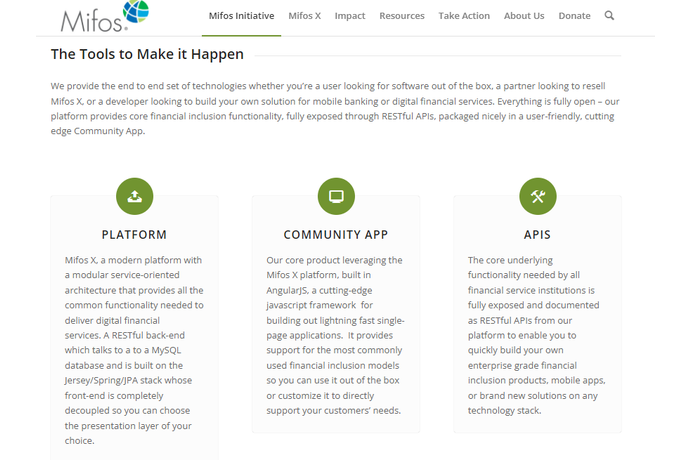 Mifos®
Mifos Initiative Mifos X Impact Resources Take Action About Us Donate
The Tools to Make it Happen
We provide the end to end set of technologies whether you're a user looking for software out of the box, a partner looking to resell
Mifos X, or a developer looking to build your own solution for mobile banking or digital financial services. Everything is fully open – our
platform provides core financial inclusion functionality, fully exposed through RESTful APIs, packaged nicely in a user-friendly, cutting
edge Community App.
PLATFORM
Mifos X, a modern platform with
a modular service-oriented
architecture that provides all the
common functionality needed to
deliver digital financial
services. A RESTful back-end
which talks to a to a MySQL
database and is built on the
Jersey/Spring/JPA stack whose
front-end is completely
decoupled so you can choose
the presentation layer of your
choice.
COMMUNITY APP
Our core product leveraging the
Mifos X platform, built in
AngularJS, a cutting-edge
javascript framework for
building out lightning fast single-
page applications. It provides
support for the most commonly
used financial inclusion models
so you can use it out of the box
or customize it to directly
support your customers' needs.
APIS
The core underlying
functionality needed by all
financial service institutions is
fully exposed and documented
as RESTful APIs from our
platform to enable you to
quickly build your own
enterprise grade financial
inclusion products, mobile apps,
or brand new solutions on any
technology stack.